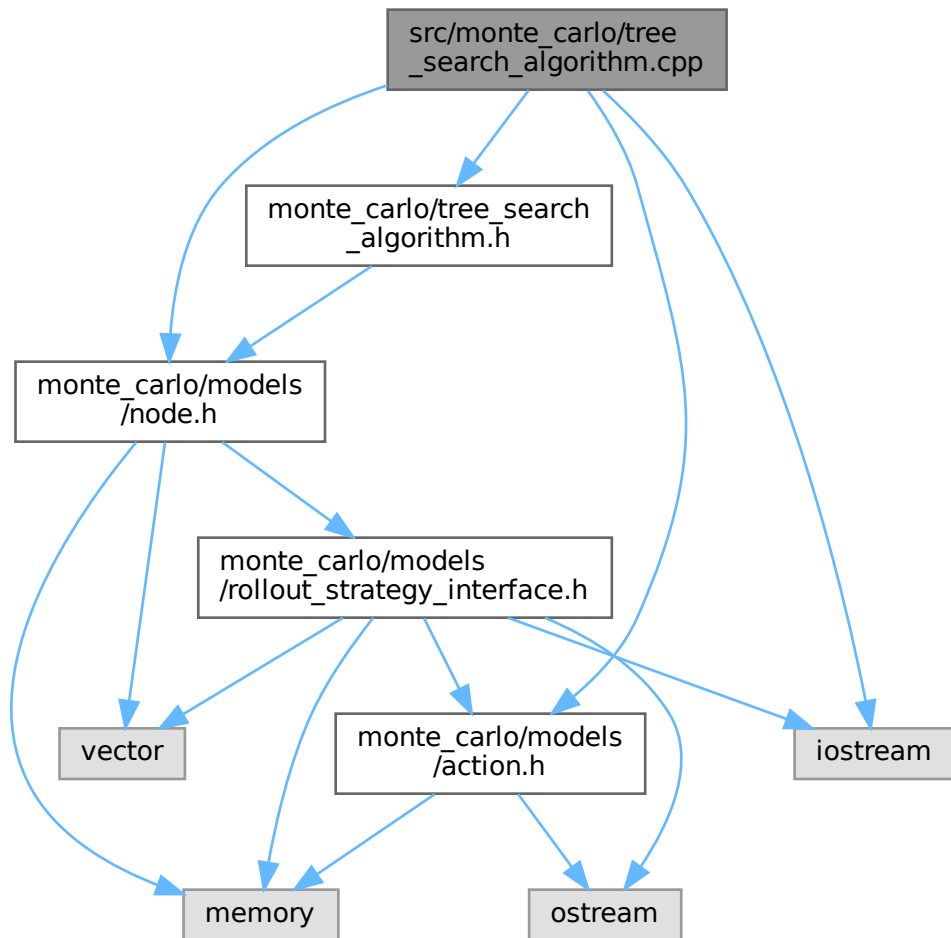 src/monte_carlo/tree
_search_algorithm.cpp
monte_carlo/tree_search
_algorithm.h
monte_carlo/models
/node.h
monte_carlo/models
/rollout_strategy_interface.h
monte_carlo/models
/action.h
vector
iostream
memory
ostream